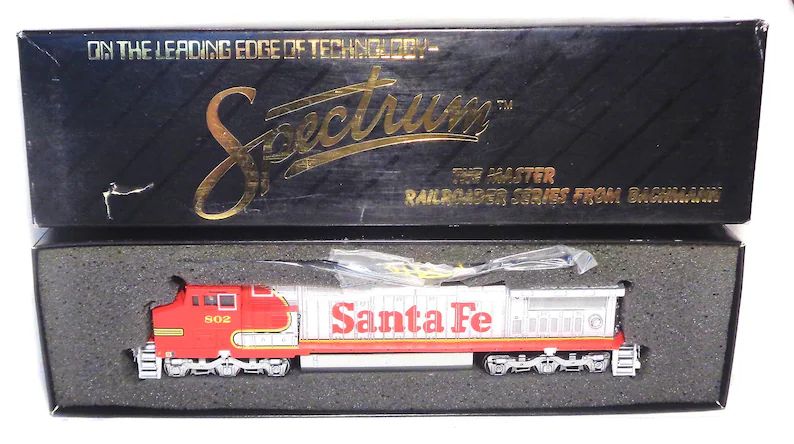 ON THE LEADING EDGE OF TECHNOLOGY-
Spectrum™
THE MASTER
RAILROADER SERIES FROM BACHMANN
802
Santa Fe